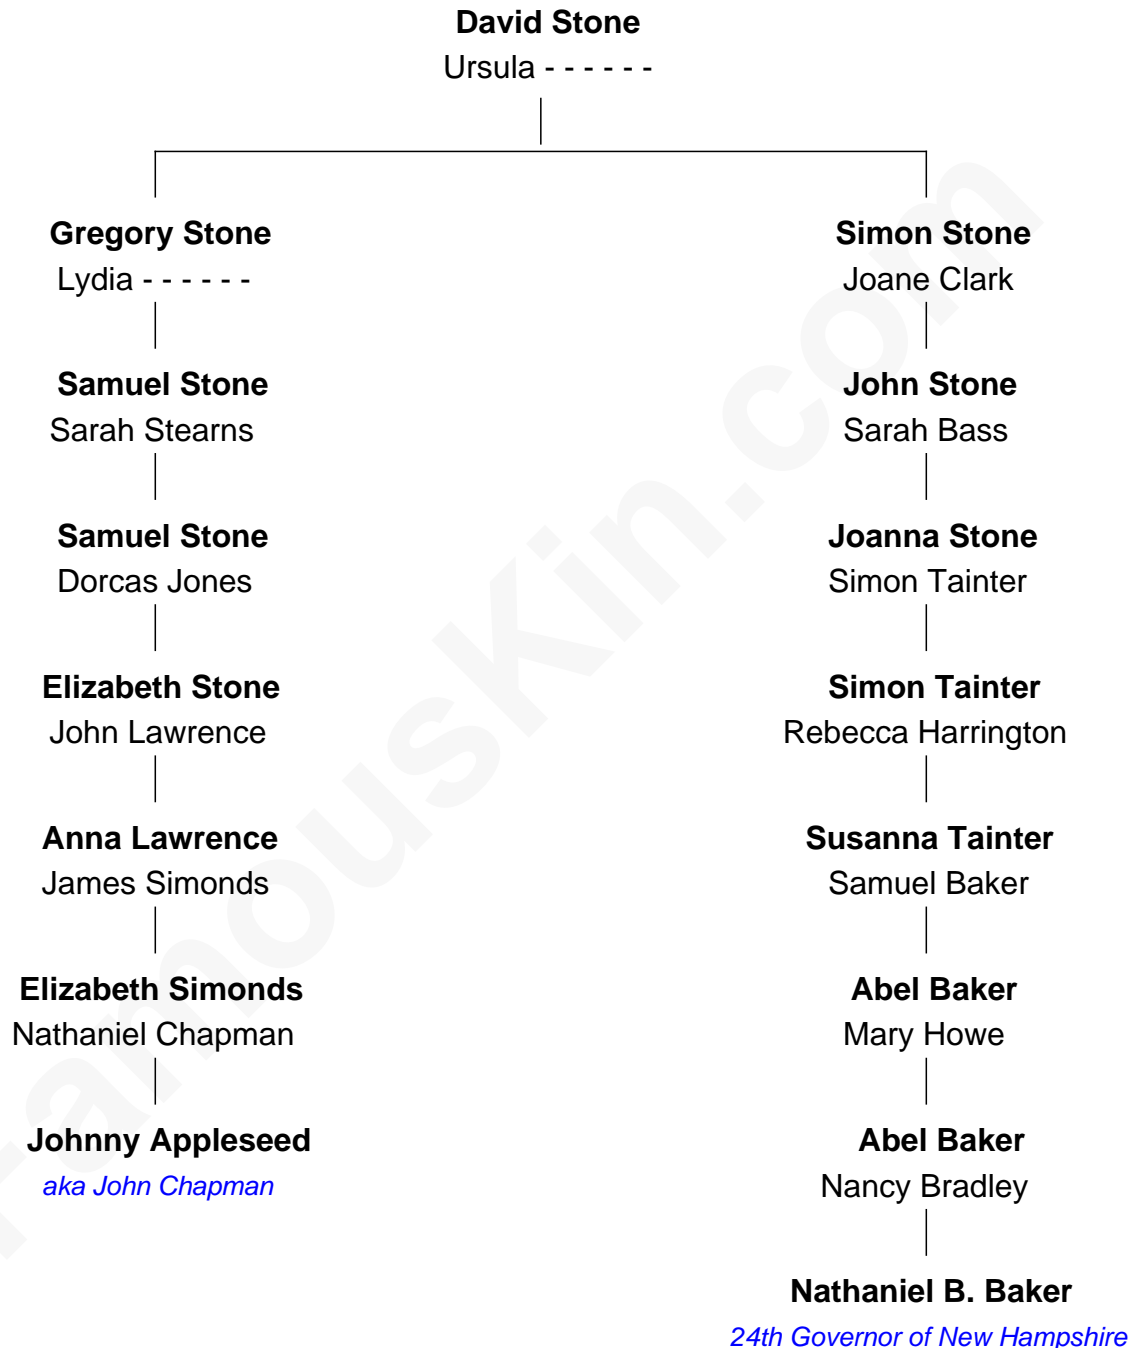 David Stone
Ursula - - - - - -
Gregory Stone
Lydia - - - - - -
Simon Stone
Joane Clark
Samuel Stone
Sarah Stearns
John Stone
Sarah Bass
Samuel Stone
Dorcas Jones
Joanna Stone
Simon Tainter
Elizabeth Stone
John Lawrence
Simon Tainter
Rebecca Harrington
Anna Lawrence
James Simonds
Susanna Tainter
Samuel Baker
Elizabeth Simonds
Nathaniel Chapman
Abel Baker
Mary Howe
Johnny Appleseed
aka John Chapman
Abel Baker
Nancy Bradley
Nathaniel B. Baker
24th Governor of New Hampshire
FamousKin.com